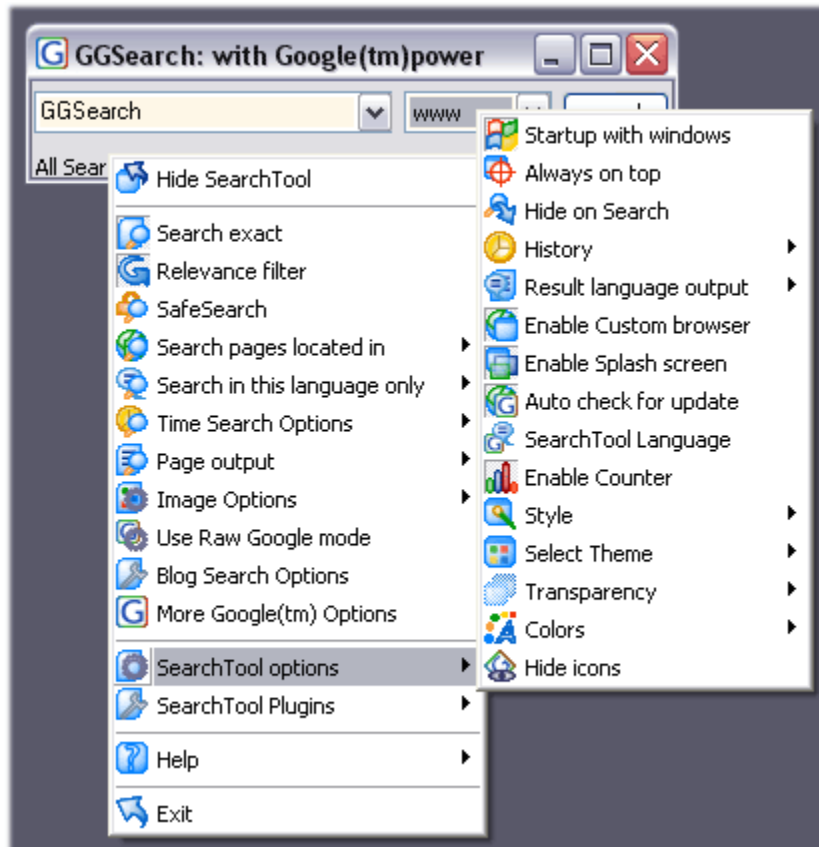 GGSearch: with Google(tm)power
GGSearch
www
All Sear
Hide SearchTool
Search exact
Relevance filter
SafeSearch
Search pages located in
Search in this language only
Time Search Options
Page output
Image Options
Use Raw Google mode
Blog Search Options
More Google(tm) Options
SearchTool options
SearchTool Plugins
Help
Exit
Startup with windows
Always on top
Hide on Search
History
Result language output
Enable Custom browser
Enable Splash screen
Auto check for update
SearchTool Language
Enable Counter
Style
Select Theme
Transparency
Colors
Hide icons